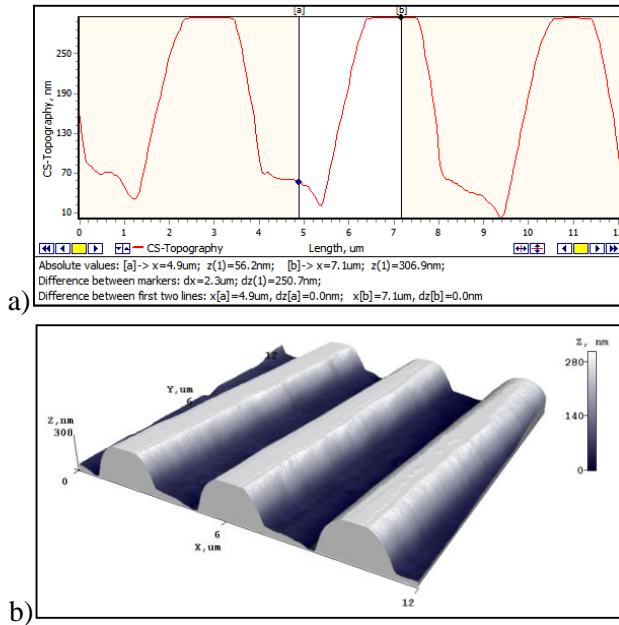 [a] [b]
CS-Topography, nm
290
230
190
130
70
10
0 1 2 3 4 5 6 7 8 9 10 11 12
CS-Topography Length, um
Absolute values: [a]-> x=4.9um; z(1)=56.2nm; [b]-> x=7.1um; z(1)=306.9nm;
Difference between markers: dx=2.3um; dz(1)=250.7nm;
Difference between first two lines: x[a]=4.9um, dz[a]=0.0nm; x[b]=7.1um, dz[b]=0.0nm
a)
Z, nm
280
140
0
12
Y,um
6
Z,nm
308
0
6
X,um
12
b)